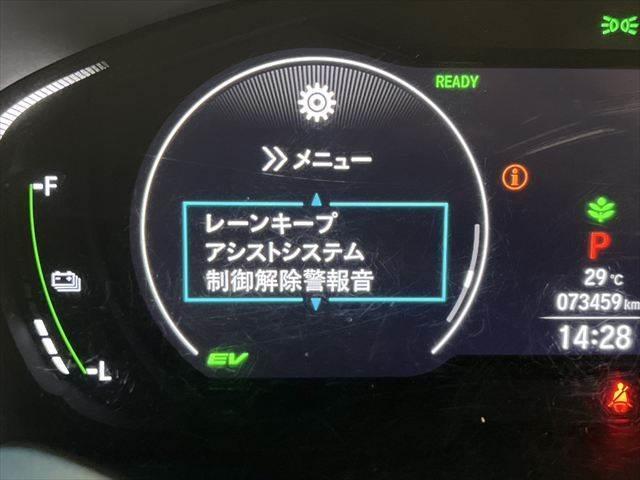 READY
>> メニュー
F
レーンキープ
アシストシステム
制御解除警報音
P
29℃
073459km
14:28
EV
L